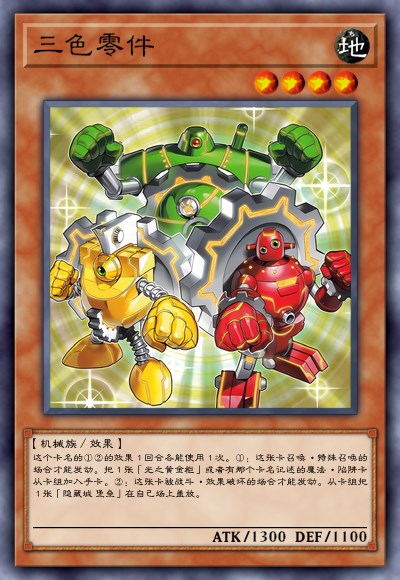 三色零件
地
【机械族／效果】
这个卡名的①②的效果1回合各能使用1次。①：这张卡召唤・特殊召唤的
场合才能发动。把1张「光之黄金柜」或者有那个卡名记述的魔法・陷阱卡
从卡组加入手卡。②：这张卡被战斗・效果破坏的场合才能发动。从卡组把
1张「隐藏城 堡垒」在自己场上盖放。
ATK/1300 DEF/1100